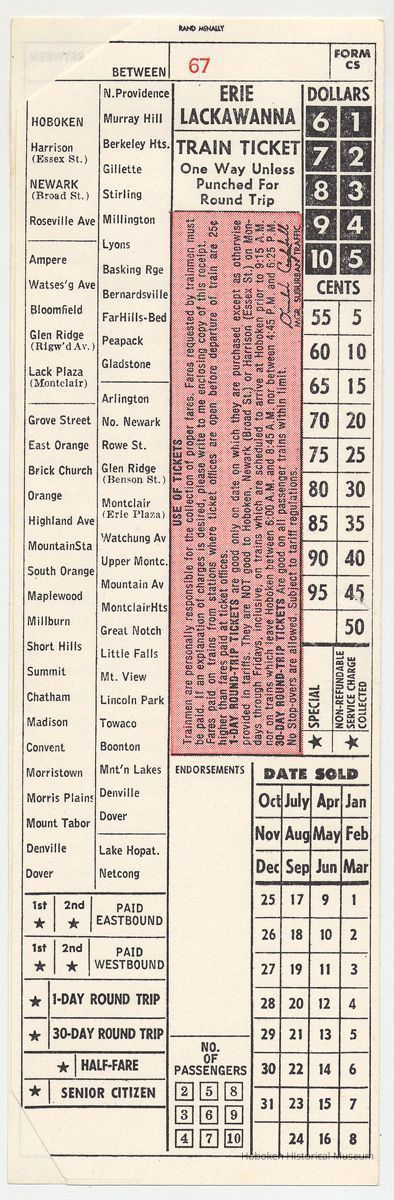 RAND McNALLY
BETWEEN
67
FORM
CS
HOBOKEN
Harrison
(Essex St.)
NEWARK
(Broad St.)
Roseville Ave
Ampere
Watses'g Ave
Bloomfield
Glen Ridge
(Rigw'd Av.)
Lack Plaza
(Montclair)
Grove Street
East Orange
Brick Church
Orange
Highland Ave
MountainSta
South Orange
Maplewood
Millburn
Short Hills
Summit
Chatham
Madison
Convent
Morristown
Morris Plains
Mount Tabor
Denville
Dover
N.Providence
Murray Hill
Berkeley Hts.
Gillette
Stirling
Millington
Lyons
Basking Rge
Bernardsville
FarHills-Bed
Peapack
Gladstone
Arlington
No. Newark
Rowe St.
Glen Ridge
(Benson St.)
Montclair
(Erie Plaza)
Watchung Av
Upper Montc.
Mountain Av
MontclairHts
Great Notch
Little Falls
Mt. View
Lincoln Park
Towaco
Boonton
Mnt'n Lakes
Denville
Dover
Lake Hopat.
Netcong
ERIE
LACKAWANNA
TRAIN TICKET
One Way Unless
Punched For
Round Trip
USE OF TICKETS
Trainmen are personally responsible for the collection of proper fares. Fares requested by trainmen must
be paid. If an explanation of charges is desired, please write to me enclosing copy of this receipt.
Fares paid on trains from stations where ticket offices are open before departure of train are 25¢
higher than fares paid at ticket offices.
1-DAY ROUND-TRIP TICKETS are good only on date on which they are purchased except as otherwise
provided in tariffs. They are NOT good to Hoboken, Newark (Broad St.) or Harrison (Essex St.) on Mon-
days through Fridays, inclusive, on trains which are scheduled to arrive at Hoboken prior to 9:15 A.M.
nor on trains which leave Hoboken between 6:00 A.M. and 8:45 A.M. nor between 4:45 P.M. and 6:25 P.M.
30-DAY ROUND-TRIP TICKETS Are good on all passenger trains within limit.
No Stop-overs are allowed. Subject to tariff regulations.
MGR. SUBURBAN TRAFFIC
DOLLARS
6 1
7 2
8 3
9 4
10 5
CENTS
55 5
60 10
65 15
70 20
75 25
80 30
85 35
90 40
95 45
50
★ SPECIAL
★ NON-REFUNDABLE
SERVICE CHARGE
COLLECTED
ENDORSEMENTS
DATE SOLD
Oct July Apr Jan
Nov Aug May Feb
Dec Sep Jun Mar
25 17 9 1
26 18 10 2
27 19 11 3
28 20 12 4
29 21 13 5
30 22 14 6
31 23 15 7
24 16 8
1st 2nd PAID
★ ★ EASTBOUND
1st 2nd PAID
★ ★ WESTBOUND
★ 1-DAY ROUND TRIP
★ 30-DAY ROUND TRIP
★ HALF-FARE
★ SENIOR CITIZEN
NO.
OF
PASSENGERS
2 5 8
3 6 9
4 7 10
Hoboken Historical Museum